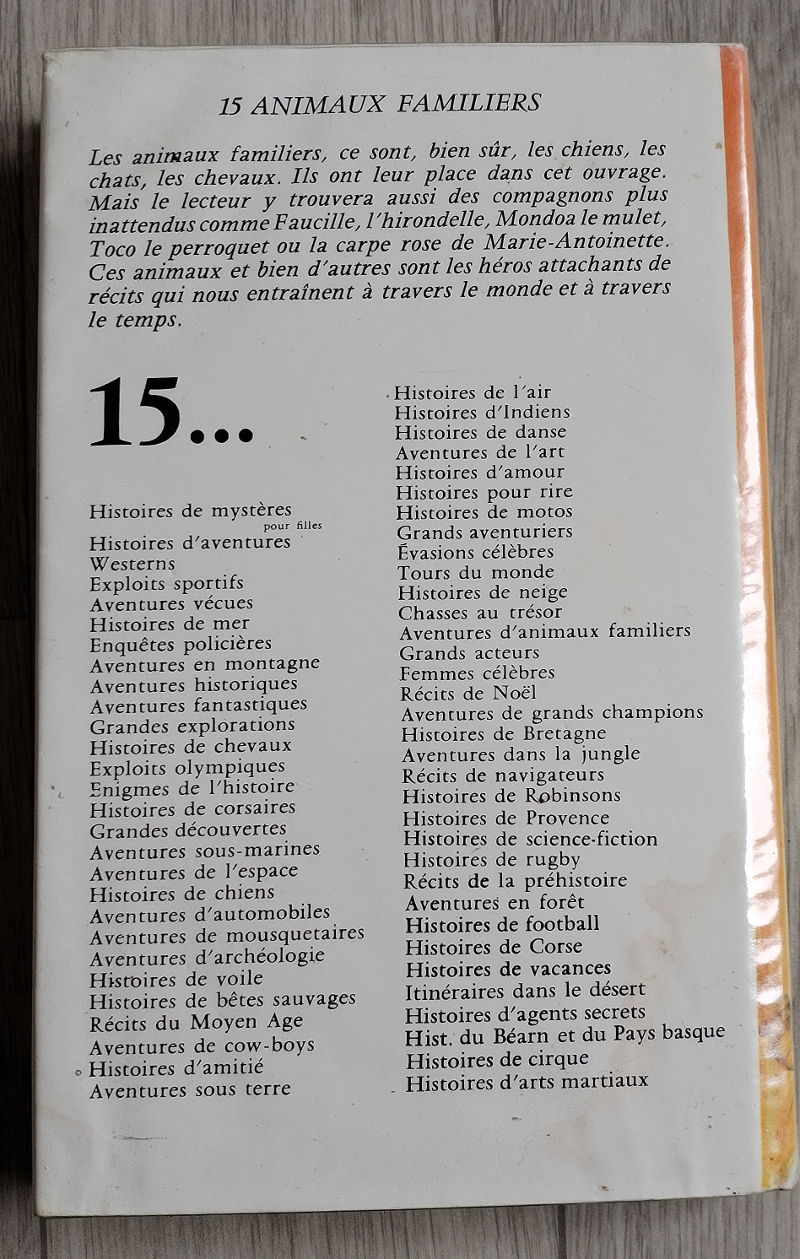 15 ANIMAUX FAMILIERS
Les animaux familiers, ce sont, bien sûr, les chiens, les
chats, les chevaux. Ils ont leur place dans cet ouvrage.
Mais le lecteur y trouvera aussi des compagnons plus
inattendus comme Faucille, l'hirondelle, Mondoa le mulet,
Toco le perroquet ou la carpe rose de Marie-Antoinette.
Ces animaux et bien d'autres sont les héros attachants de
récits qui nous entraînent à travers le monde et à travers
le temps.
15...
Histoires de mystères
pour filles
Histoires d'aventures
Westerns
Exploits sportifs
Aventures vécues
Histoires de mer
Enquêtes policières
Aventures en montagne
Aventures historiques
Aventures fantastiques
Grandes explorations
Histoires de chevaux
Exploits olympiques
Enigmes de l'histoire
Histoires de corsaires
Grandes découvertes
Aventures sous-marines
Aventures de l'espace
Histoires de chiens
Aventures d'automobiles
Aventures de mousquetaires
Aventures d'archéologie
Histoires de voile
Histoires de bêtes sauvages
Récits du Moyen Age
Aventures de cow-boys
Histoires d'amitié
Aventures sous terre
Histoires de l'air
Histoires d'Indiens
Histoires de danse
Aventures de l'art
Histoires d'amour
Histoires pour rire
Histoires de motos
Grands aventuriers
Évasions célèbres
Tours du monde
Histoires de neige
Chasses au trésor
Aventures d'animaux familiers
Grands acteurs
Femmes célèbres
Récits de Noël
Aventures de grands champions
Histoires de Bretagne
Aventures dans la jungle
Récits de navigateurs
Histoires de Robinsons
Histoires de Provence
Histoires de science-fiction
Histoires de rugby
Récits de la préhistoire
Aventures en forêt
Histoires de football
Histoires de Corse
Histoires de vacances
Itinéraires dans le désert
Histoires d'agents secrets
Hist. du Béarn et du Pays basque
Histoires de cirque
Histoires d'arts martiaux